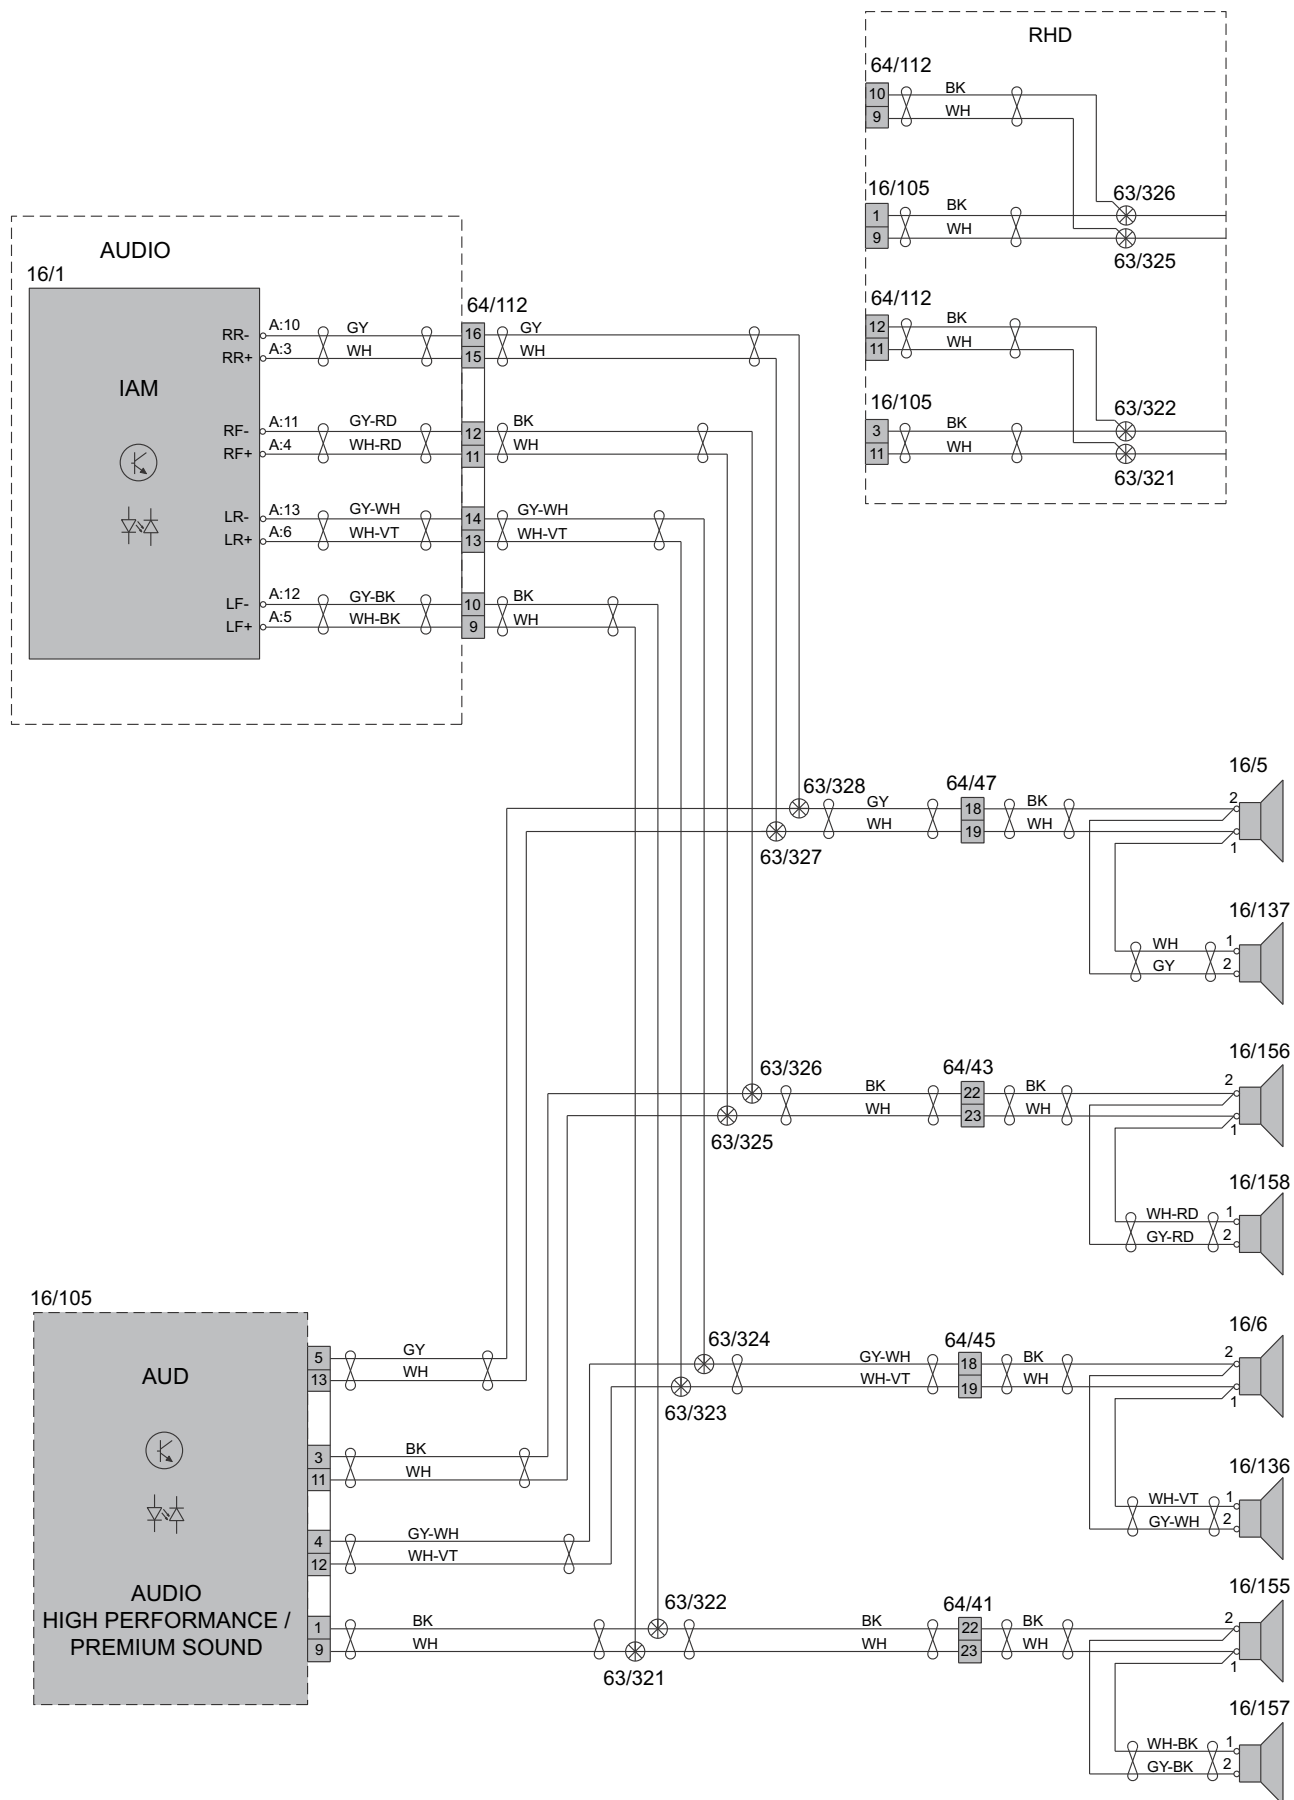 RHD
64/112
10 BK
9 WH
16/105
63/326
1 BK
9 WH
63/325
64/112
12 BK
11 WH
16/105
63/322
3 BK
11 WH
63/321
AUDIO
16/1
64/112
RR- A:10 GY 16 GY
RR+ A:3 WH 15 WH
IAM
RF- A:11 GY-RD 12 BK
RF+ A:4 WH-RD 11 WH
LR- A:13 GY-WH 14 GY-WH
LR+ A:6 WH-VT 13 WH-VT
LF- A:12 GY-BK 10 BK
LF+ A:5 WH-BK 9 WH
16/5
63/328 64/47
GY 18 BK 2
WH 19 WH 1
63/327
16/137
WH 1
GY 2
16/156
63/326 64/43
BK 22 BK 2
WH 23 WH 1
63/325
16/158
WH-RD 1
GY-RD 2
16/105
16/6
63/324 64/45
GY-WH 18 BK 2
WH-VT 19 WH 1
63/323
5 GY
13 WH
AUD
3 BK
11 WH
16/136
WH-VT 1
GY-WH 2
4 GY-WH
12 WH-VT
AUDIO
HIGH PERFORMANCE /
PREMIUM SOUND
16/155
63/322 64/41
1 BK BK 22 BK 2
9 WH WH 23 WH 1
63/321
16/157
WH-BK 1
GY-BK 2